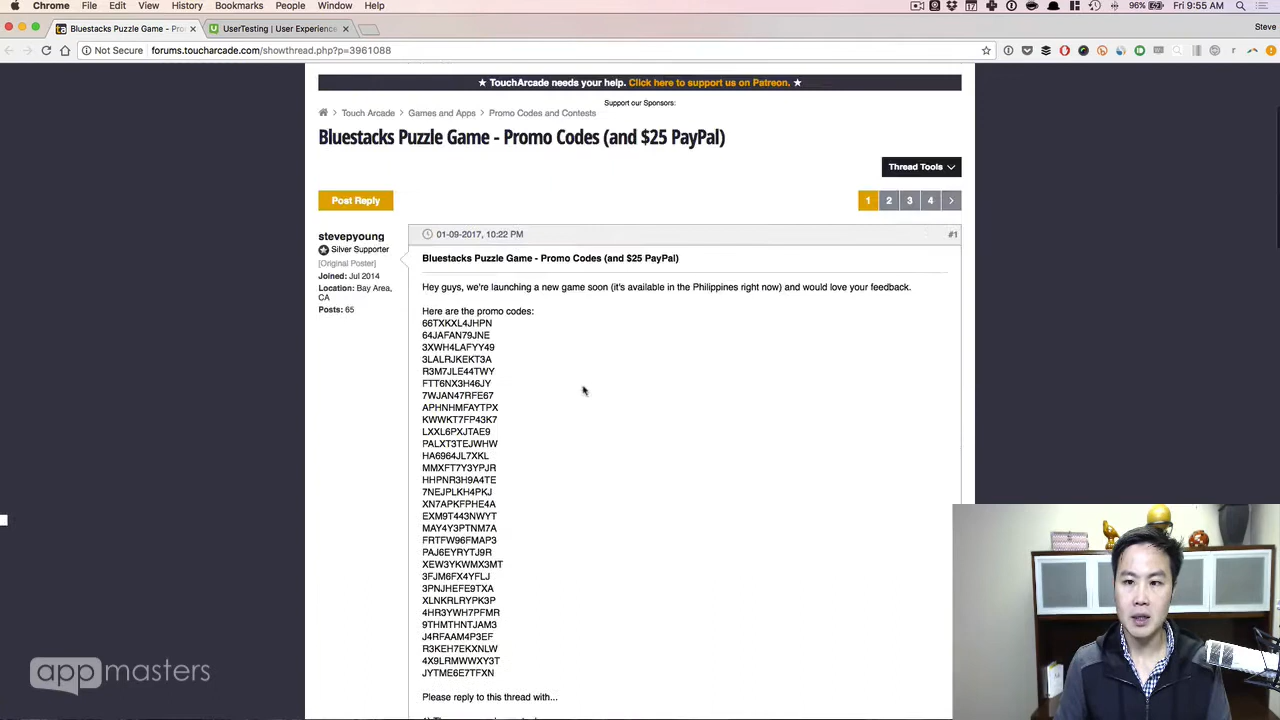 Chrome File Edit View History Bookmarks People Window Help
96% Fri 9:55 AM
Bluestacks Puzzle Game - Pro
UserTesting | User Experience
Steve
Not Secure forums.toucharcade.com/showthread.php?p=3961088
★ TouchArcade needs your help. Click here to support us on Patreon. ★
Support our Sponsors:
Touch Arcade > Games and Apps > Promo Codes and Contests
Bluestacks Puzzle Game - Promo Codes (and $25 PayPal)
Thread Tools
Post Reply
1 2 3 4 >
stevepyoung
Silver Supporter
[Original Poster]
Joined: Jul 2014
Location: Bay Area,
CA
Posts: 65
01-09-2017, 10:22 PM
#1
Bluestacks Puzzle Game - Promo Codes (and $25 PayPal)
Hey guys, we're launching a new game soon (it's available in the Philippines right now) and would love your feedback.
Here are the promo codes:
66TXKXL4JHPN
64JAFAN79JNE
3XWH4LAFYY49
3LALRJKEKT3A
R3M7JLE44TWY
FTT6NX3H46JY
7WJAN47RFE67
APHNHMFAYTPX
KWWKT7FP43K7
LXXL6PXJTAE9
PALXT3TEJWHW
HA6964JL7XKL
MMXFT7Y3YPJR
HHPNR3H9A4TE
7NEJPLKH4PKJ
XN7APKFPHE4A
EXM9T443NWYT
MAY4Y3PTNM7A
FRTFW96FMAP3
PAJ6EYRYTJ9R
XEW3YKWMX3MT
3FJM6FX4YFLJ
3PNJHEFE9TXA
XLNKRLRYPK3P
4HR3YWH7PFMR
9THMTHNTJAM3
J4RFAAM4P3EF
R3KEH7EKXNLW
4X9LRMWWXY3T
JYTME6E7TFXN
Please reply to this thread with...
app masters